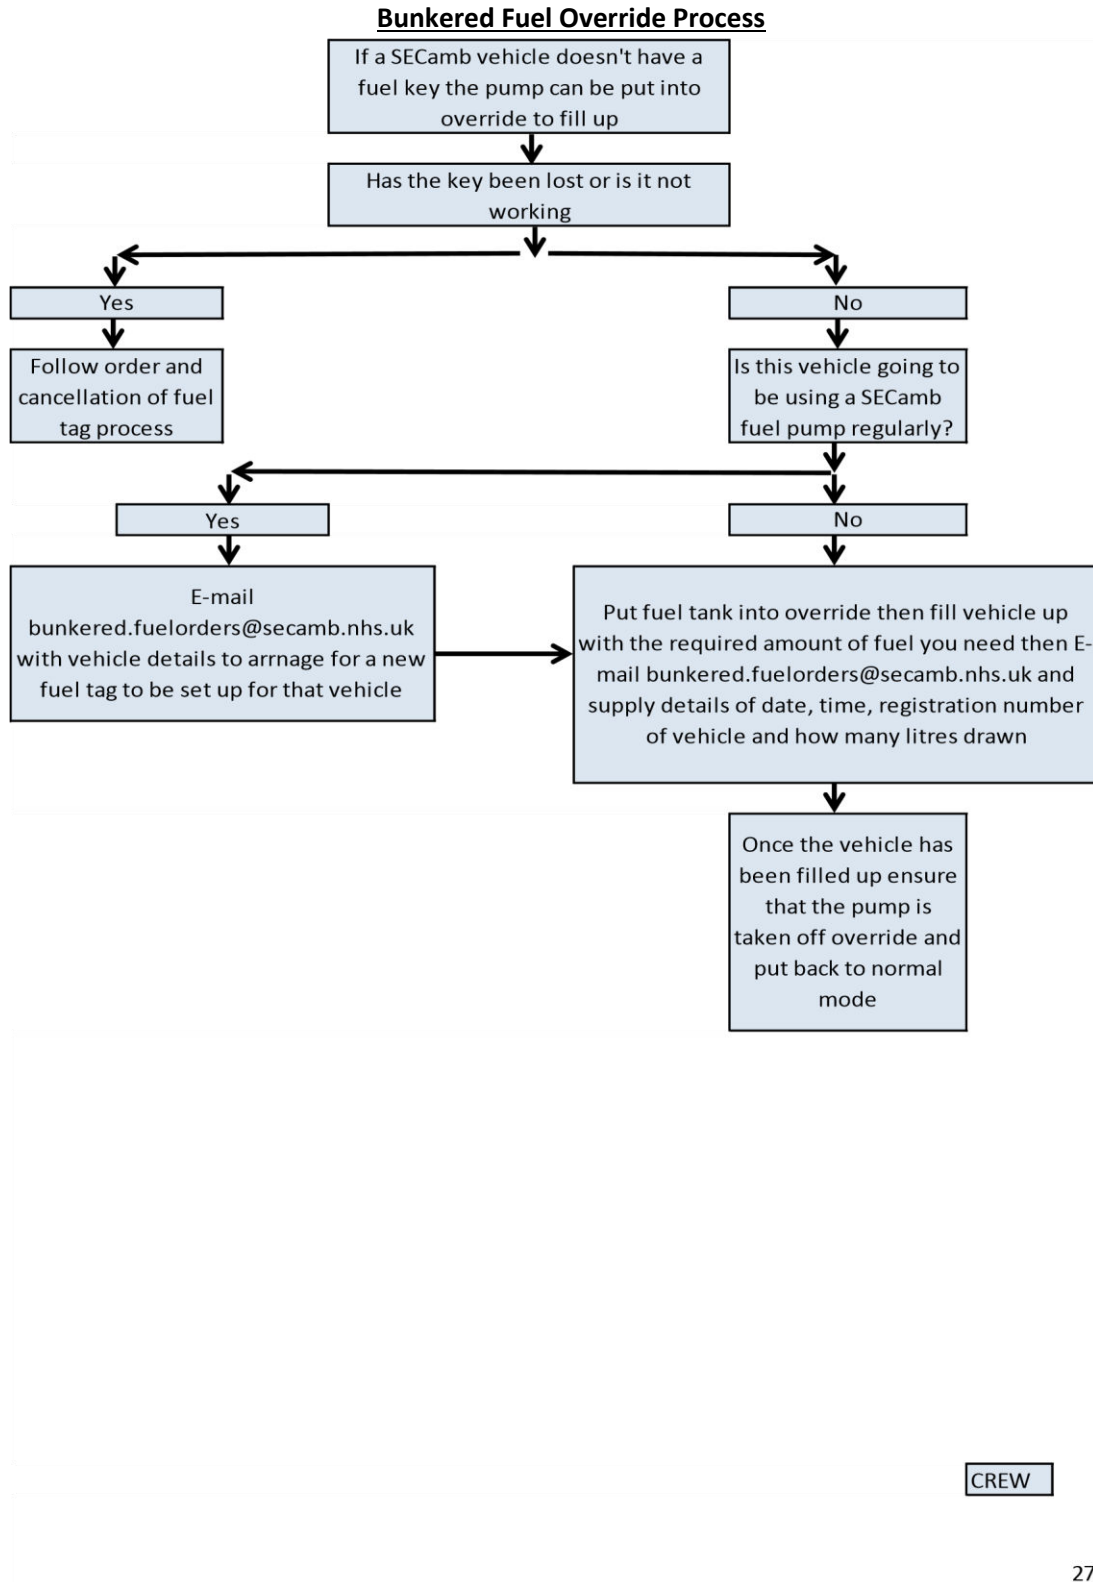 Bunkered Fuel Override Process
If a SECamb vehicle doesn't have a
fuel key the pump can be put into
override to fill up
Has the key been lost or is it not
working
Yes
No
Follow order and
cancellation of fuel
tag process
Is this vehicle going to
be using a SECamb
fuel pump regularly?
Yes
No
E-mail
bunkered.fuelorders@secamb.nhs.uk
with vehicle details to arrnage for a new
fuel tag to be set up for that vehicle
Put fuel tank into override then fill vehicle up
with the required amount of fuel you need then E-
mail bunkered.fuelorders@secamb.nhs.uk and
supply details of date, time, registration number
of vehicle and how many litres drawn
Once the vehicle has
been filled up ensure
that the pump is
taken off override and
put back to normal
mode
CREW
27